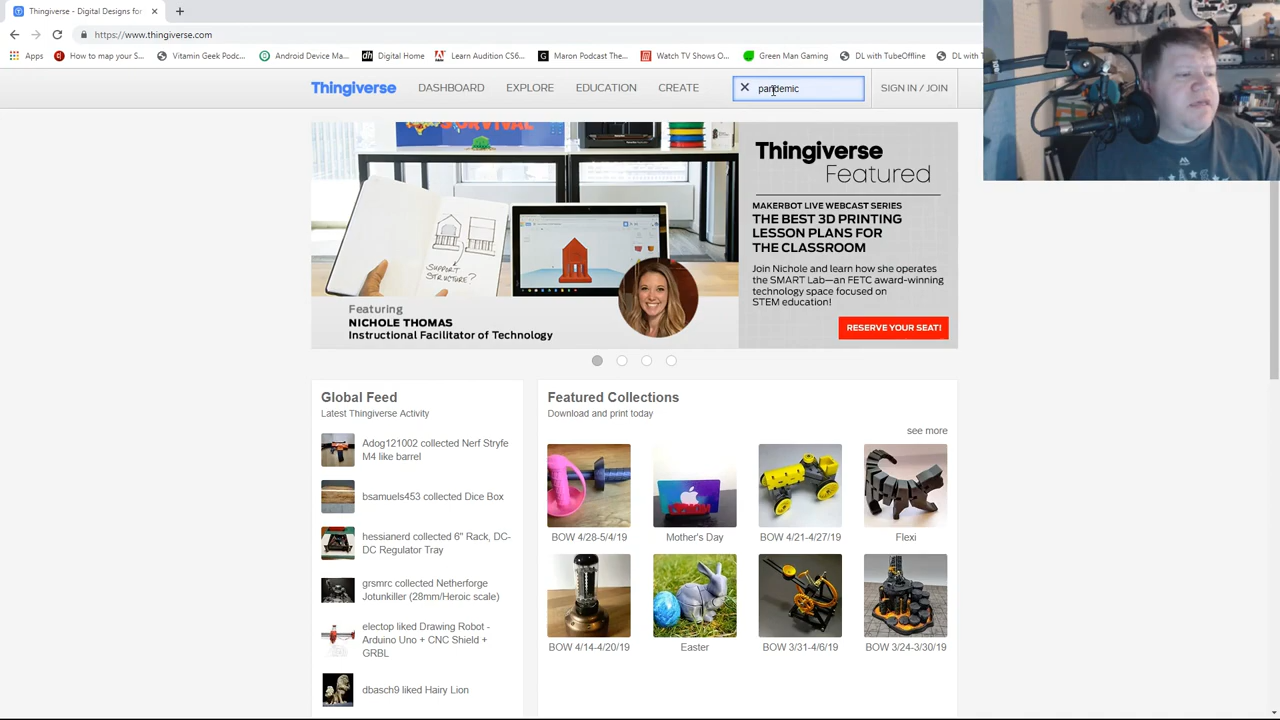 Thingiverse - Digital Designs for
https://www.thingiverse.com
Apps How to map your S... Vitamin Geek Podc... Android Device Ma... Digital Home Learn Audition CS6... Maron Podcast The... Watch TV Shows O... Green Man Gaming DL with TubeOffline DL with
Thingiverse DASHBOARD EXPLORE EDUCATION CREATE pandemic SIGN IN / JOIN
SURVIVAL
SUPPORT
STRUCTURE?
Featuring
NICHOLE THOMAS
Instructional Facilitator of Technology
Thingiverse
Featured
MAKERBOT LIVE WEBCAST SERIES
THE BEST 3D PRINTING
LESSON PLANS FOR
THE CLASSROOM
Join Nichole and learn how she operates
the SMART Lab—an FETC award-winning
technology space focused on
STEM education!
RESERVE YOUR SEAT!
Global Feed
Latest Thingiverse Activity
Adog121002 collected Nerf Stryfe
M4 like barrel
bsamuels453 collected Dice Box
hessianerd collected 6" Rack, DC-
DC Regulator Tray
grsmrc collected Netherforge
Jotunkiller (28mm/Heroic scale)
electop liked Drawing Robot -
Arduino Uno + CNC Shield +
GRBL
dbasch9 liked Hairy Lion
Featured Collections
Download and print today
see more
BOW 4/28-5/4/19 Mother's Day BOW 4/21-4/27/19 Flexi
BOW 4/14-4/20/19 Easter BOW 3/31-4/6/19 BOW 3/24-3/30/19